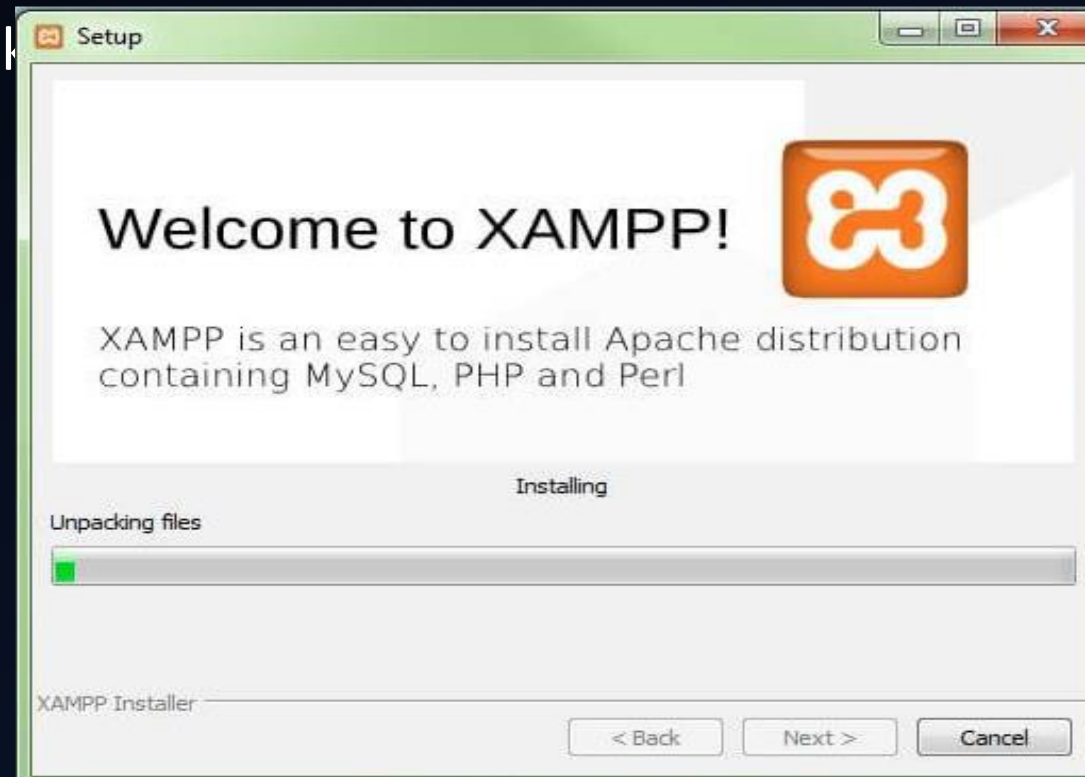 Setup
Welcome to XAMPP!
XAMPP is an easy to install Apache distribution
containing MySQL, PHP and Perl
Installing
Unpacking files
XAMPP Installer
< Back
Next >
Cancel